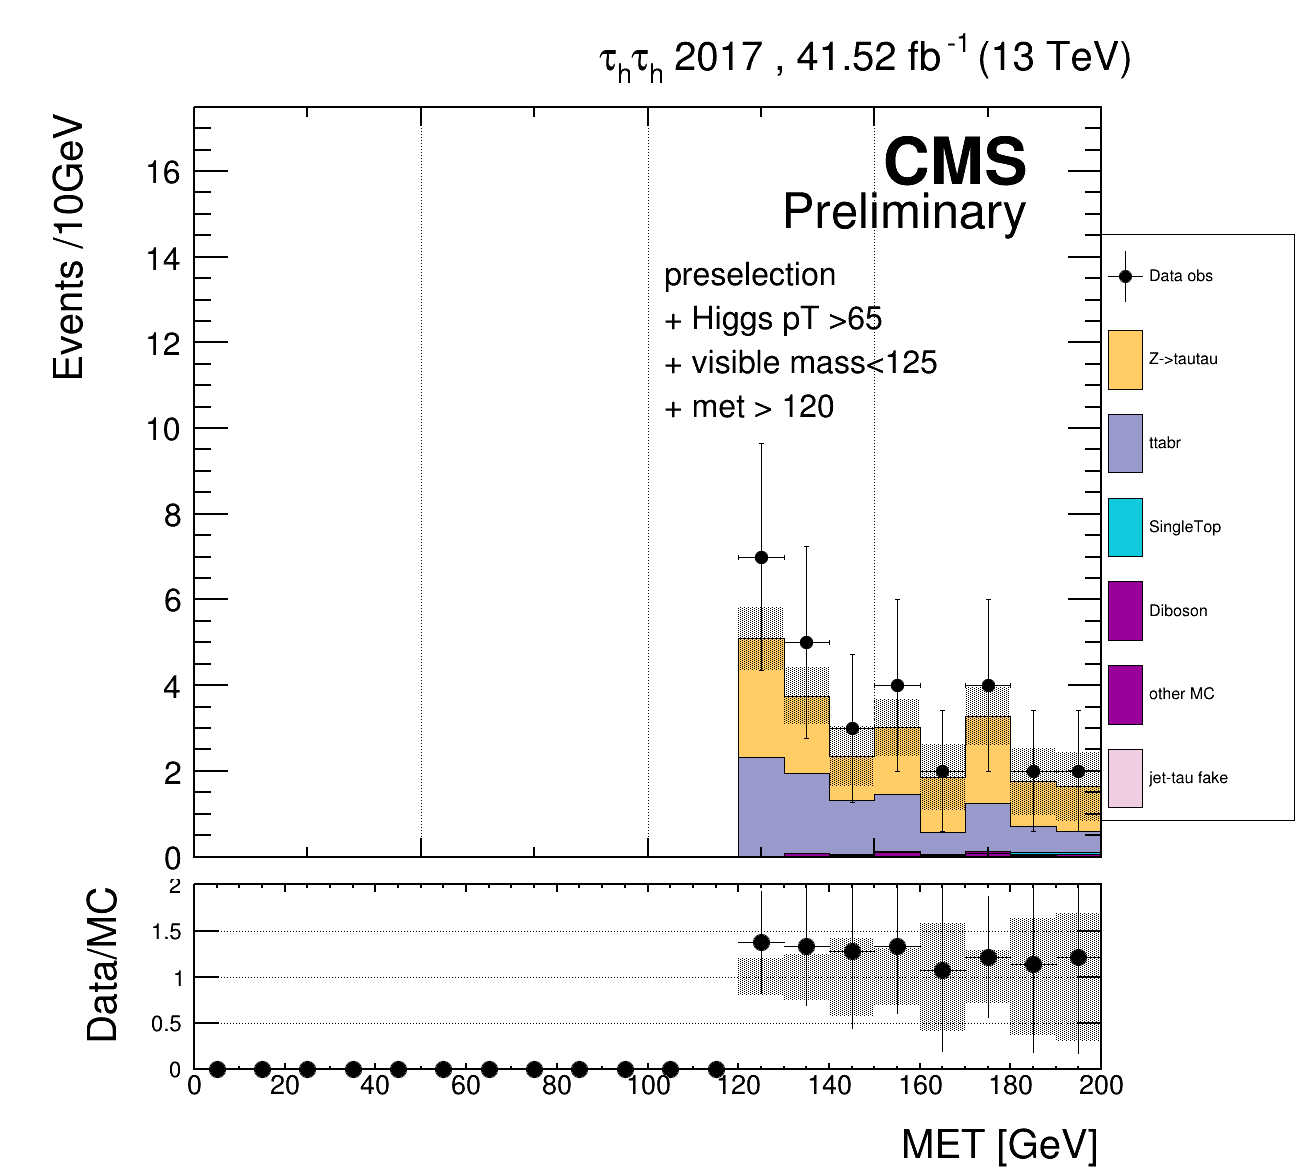 τhτh 2017 , 41.52 fb-1 (13 TeV)
Events /10GeV
16
14
12
10
8
6
4
2
0
CMS
Preliminary
preselection
+ Higgs pT >65
+ visible mass<125
+ met > 120
Data obs
Z->tautau
ttabr
SingleTop
Diboson
other MC
jet-tau fake
Data/MC
2
1.5
1
0.5
0
0 20 40 60 80 100 120 140 160 180 200
MET [GeV]